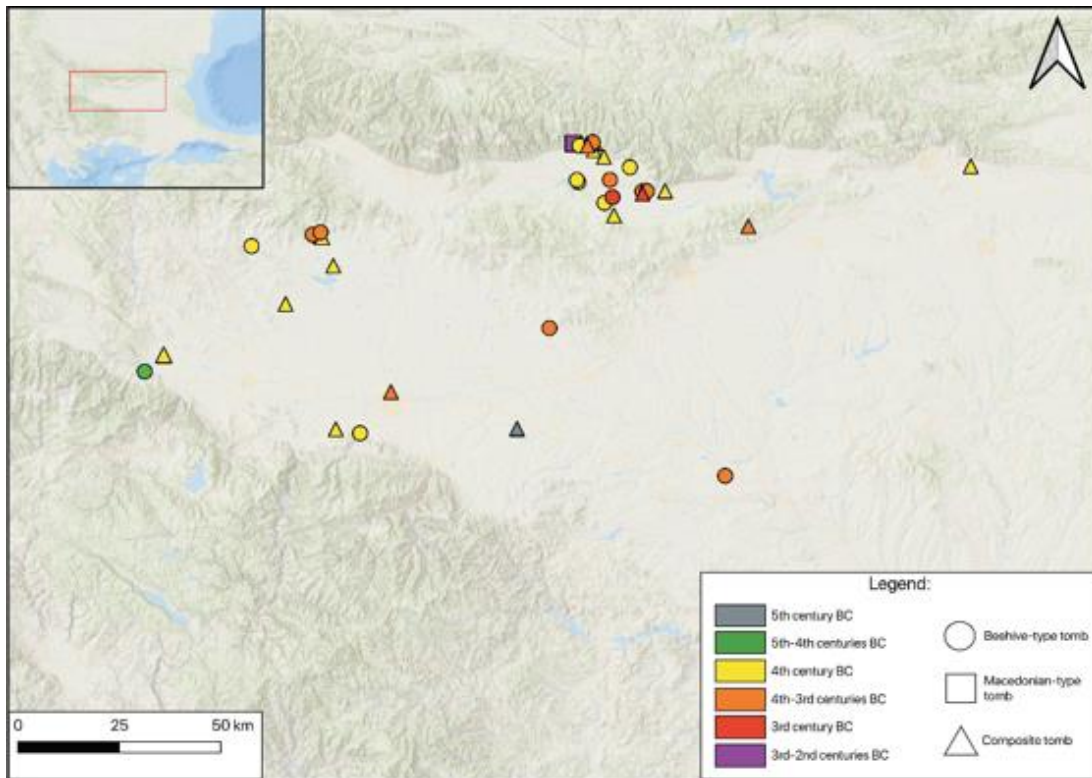 Legend:
5th century BC
5th-4th centuries BC
4th century BC
4th-3rd centuries BC
3rd century BC
3rd-2nd centuries BC
Beehive-type tomb
Macedonian-type
tomb
Composite tomb
0 25 50 km